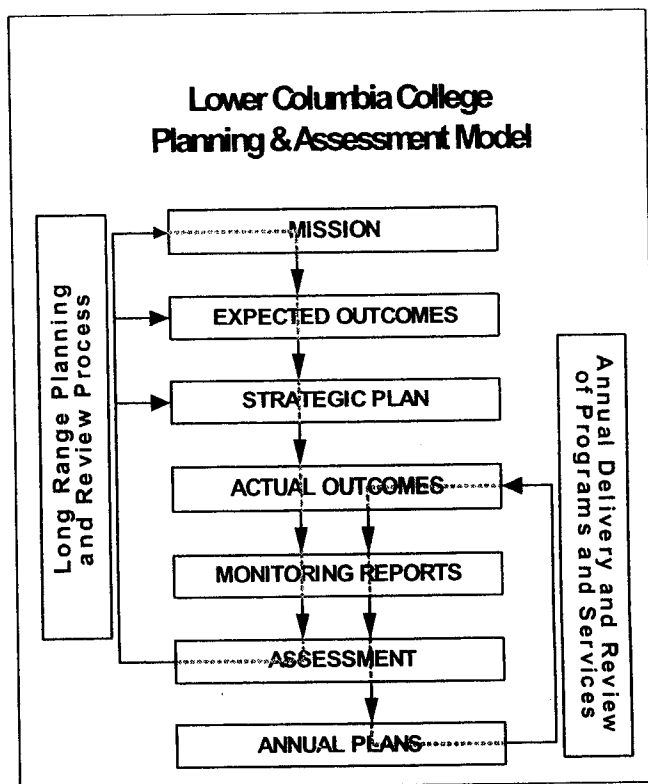 Lower Columbia College
Planning & Assessment Model
Long Range Planning
and Review Process
MISSION
EXPECTED OUTCOMES
STRATEGIC PLAN
ACTUAL OUTCOMES
MONITORING REPORTS
ASSESSMENT
ANNUAL PLANS
Annual Delivery and Review
of Programs and Services